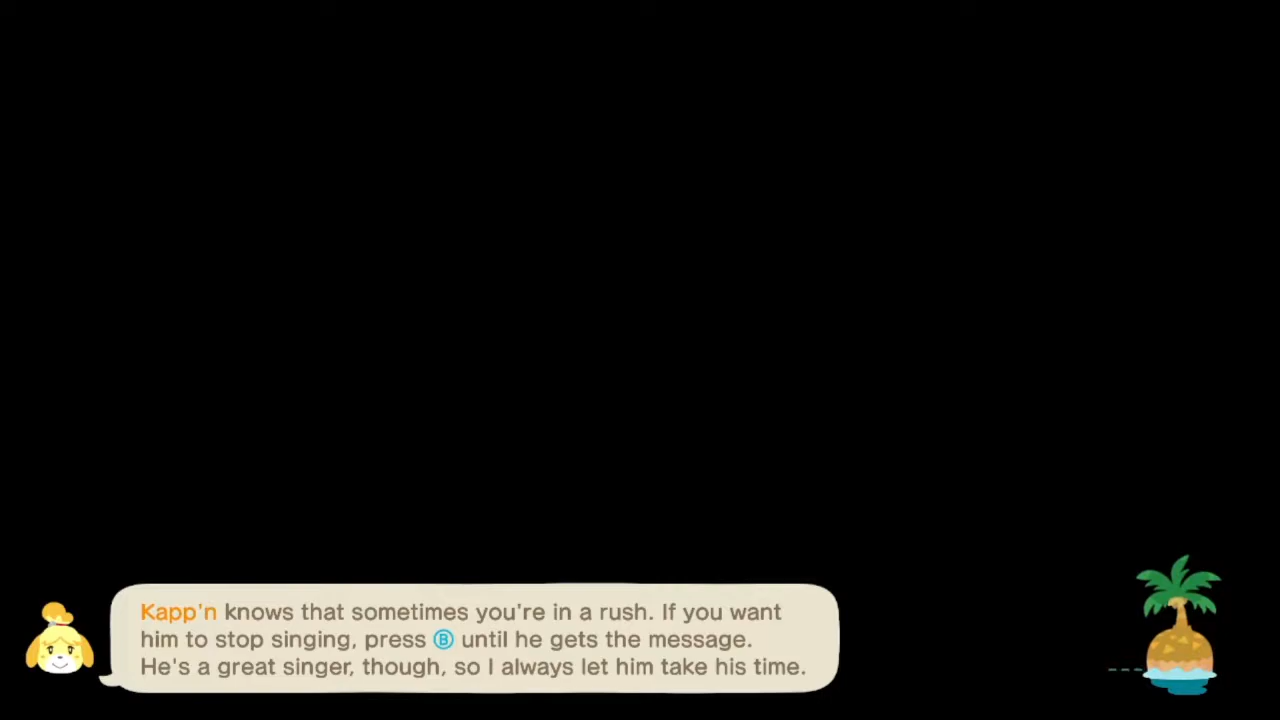 Kapp'n knows that sometimes you're in a rush. If you want
him to stop singing, press Ⓑ until he gets the message.
He's a great singer, though, so I always let him take his time.